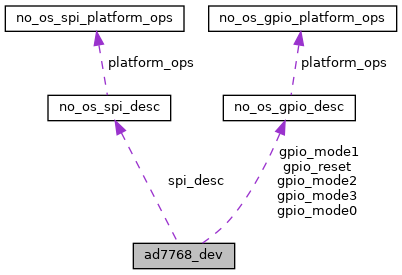 no_os_spi_platform_ops
no_os_gpio_platform_ops
platform_ops
platform_ops
no_os_spi_desc
no_os_gpio_desc
spi_desc
gpio_mode1
gpio_reset
gpio_mode2
gpio_mode3
gpio_mode0
ad7768_dev